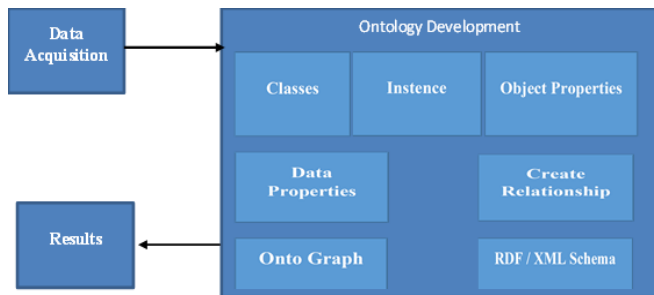 Data
Acquisition
Ontology Development
Classes
Instence
Object Properties
Data
Properties
Create
Relationship
Results
Onto Graph
RDF / XML Schema